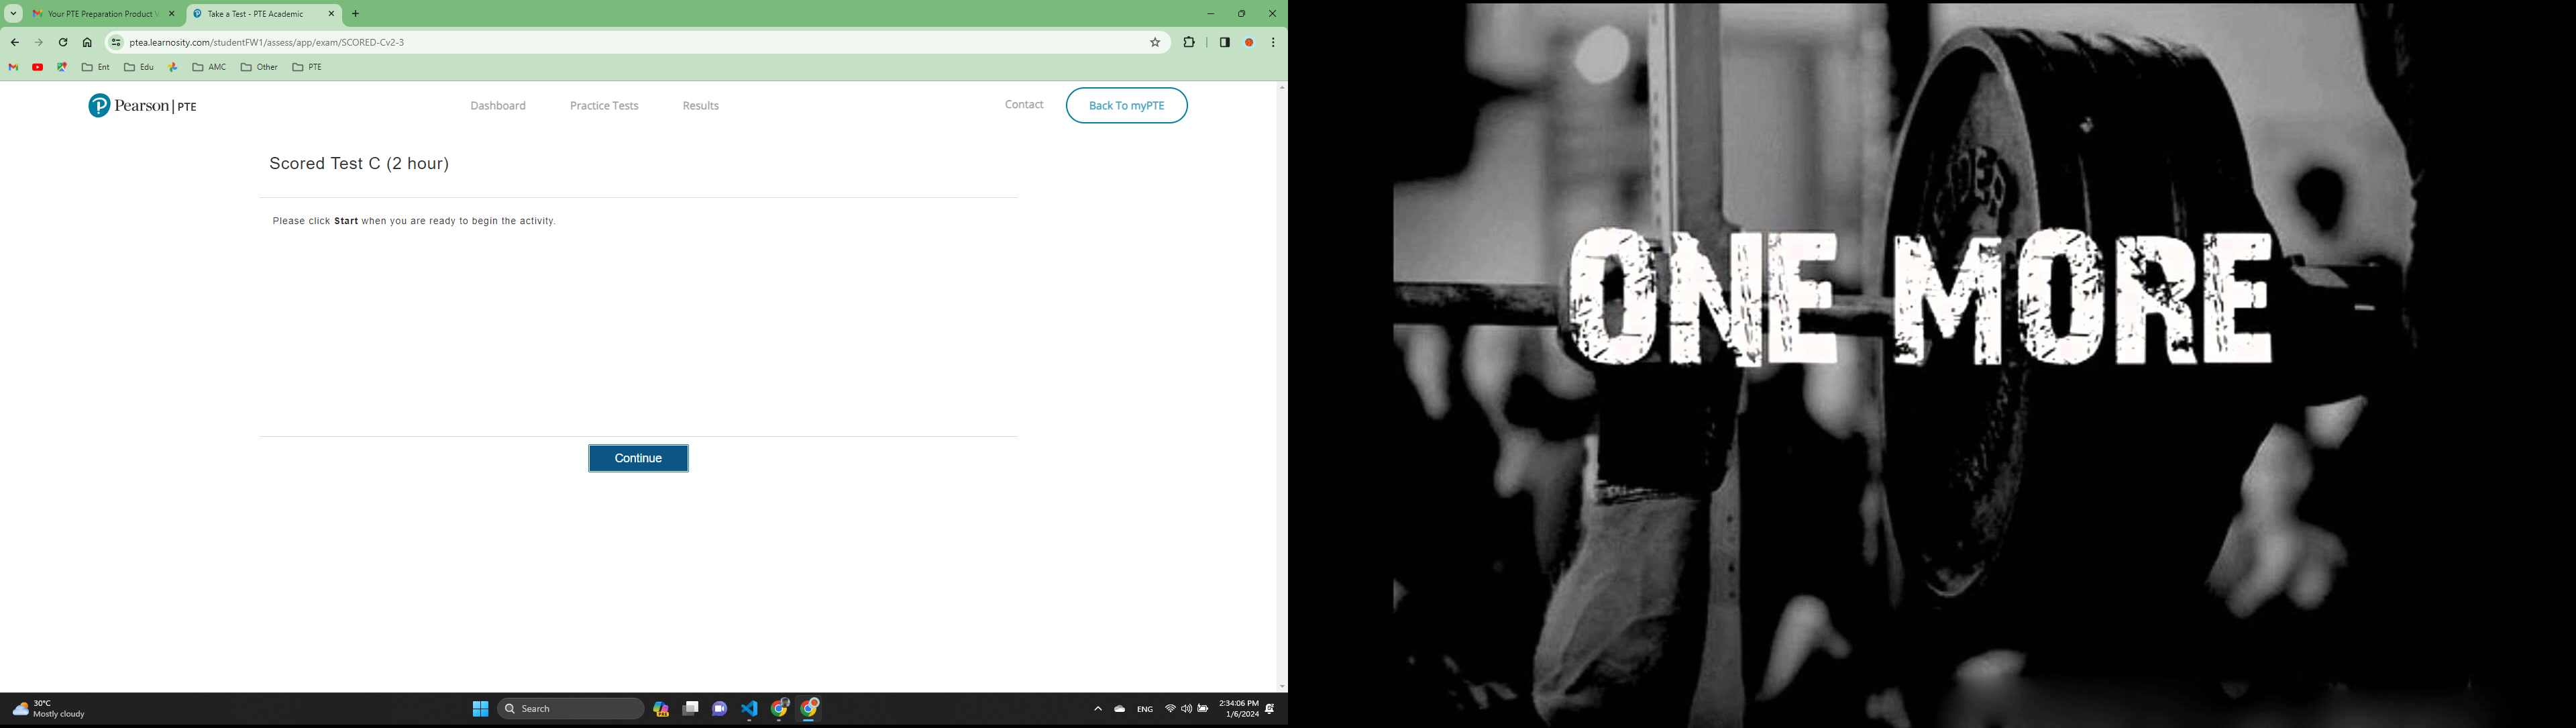 Your PTE Preparation Product V
Take a Test - PTE Academic
ptea.learnosity.com/studentFW1/assess/app/exam/SCORED-Cv2-3
Ent
Edu
AMC
Other
PTE
Pearson | PTE
Dashboard
Practice Tests
Results
Contact
Back To myPTE
Scored Test C (2 hour)
Please click Start when you are ready to begin the activity.
Continue
30°C
Mostly cloudy
Search
ENG
2:34:06 PM
1/6/2024
ONE MORE